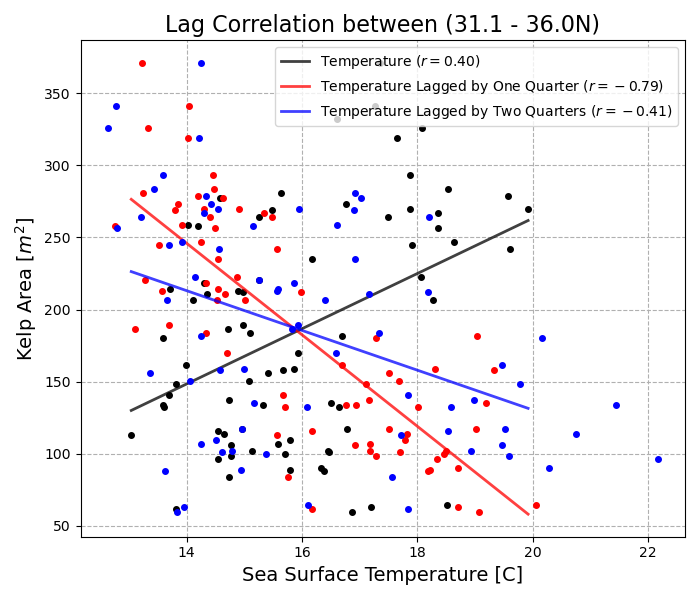 Lag Correlation between (31.1 - 36.0N)
Temperature (r = 0.40)
Temperature Lagged by One Quarter (r = −0.79)
Temperature Lagged by Two Quarters (r = −0.41)
Kelp Area [m²]
350
300
250
200
150
100
50
14 16 18 20 22
Sea Surface Temperature [C]